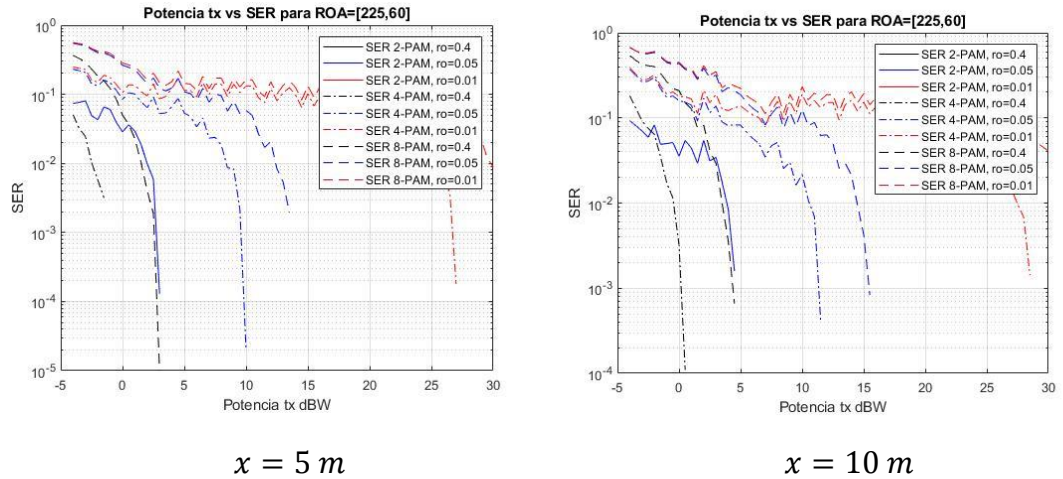 Potencia tx vs SER para ROA=[225,60]
SER
10^0
10^-1
10^-2
10^-3
10^-4
10^-5
SER 2-PAM, ro=0.4
SER 2-PAM, ro=0.05
SER 2-PAM, ro=0.01
SER 4-PAM, ro=0.4
SER 4-PAM, ro=0.05
SER 4-PAM, ro=0.01
SER 8-PAM, ro=0.4
SER 8-PAM, ro=0.05
SER 8-PAM, ro=0.01
-5 0 5 10 15 20 25 30
Potencia tx dBW
x = 5 m
Potencia tx vs SER para ROA=[225,60]
SER
10^0
10^-1
10^-2
10^-3
10^-4
SER 2-PAM, ro=0.4
SER 2-PAM, ro=0.05
SER 2-PAM, ro=0.01
SER 4-PAM, ro=0.4
SER 4-PAM, ro=0.05
SER 4-PAM, ro=0.01
SER 8-PAM, ro=0.4
SER 8-PAM, ro=0.05
SER 8-PAM, ro=0.01
-5 0 5 10 15 20 25 30
Potencia tx dBW
x = 10 m